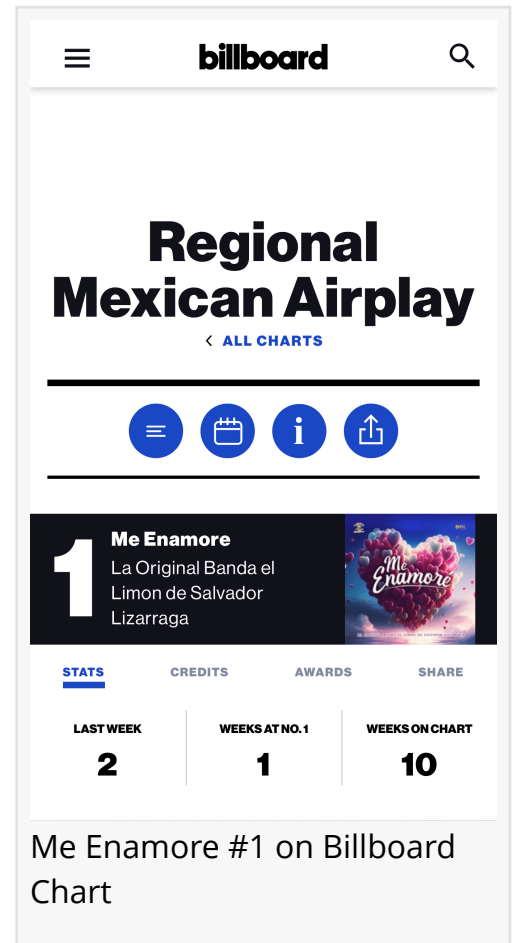 billboard
Regional
Mexican Airplay
< ALL CHARTS
1
Me Enamore
La Original Banda el
Limon de Salvador
Lizarraga
Me
Enamore
STATS CREDITS AWARDS SHARE
LAST WEEK WEEKS AT NO. 1 WEEKS ON CHART
2 1 10
Me Enamore #1 on Billboard
Chart